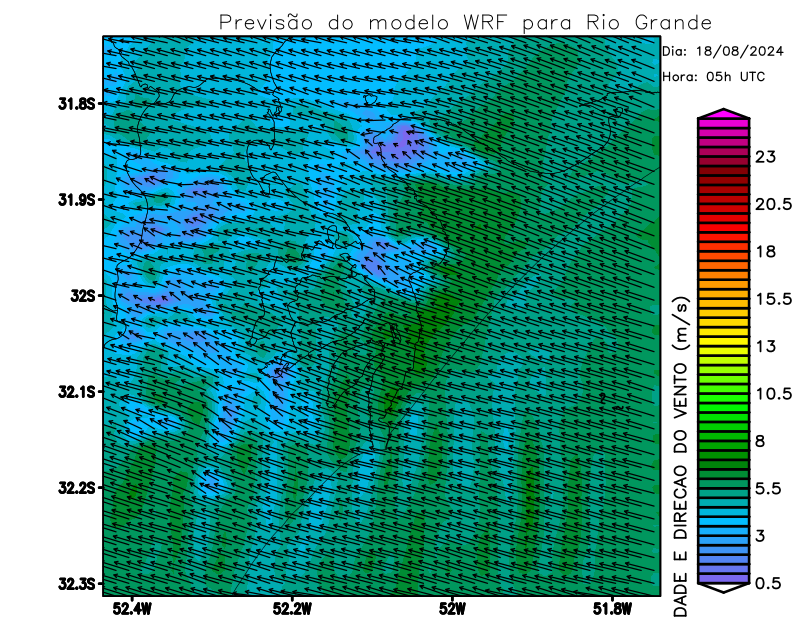 Previsão do modelo WRF para Rio Grande
Dia: 18/08/2024
Hora: 05h UTC
31.8S
31.9S
32S
32.1S
32.2S
32.3S
52.4W
52.2W
52W
51.8W
23
20.5
18
15.5
13
10.5
8
5.5
3
0.5
DADE E DIRECAO DO VENTO (m/s)